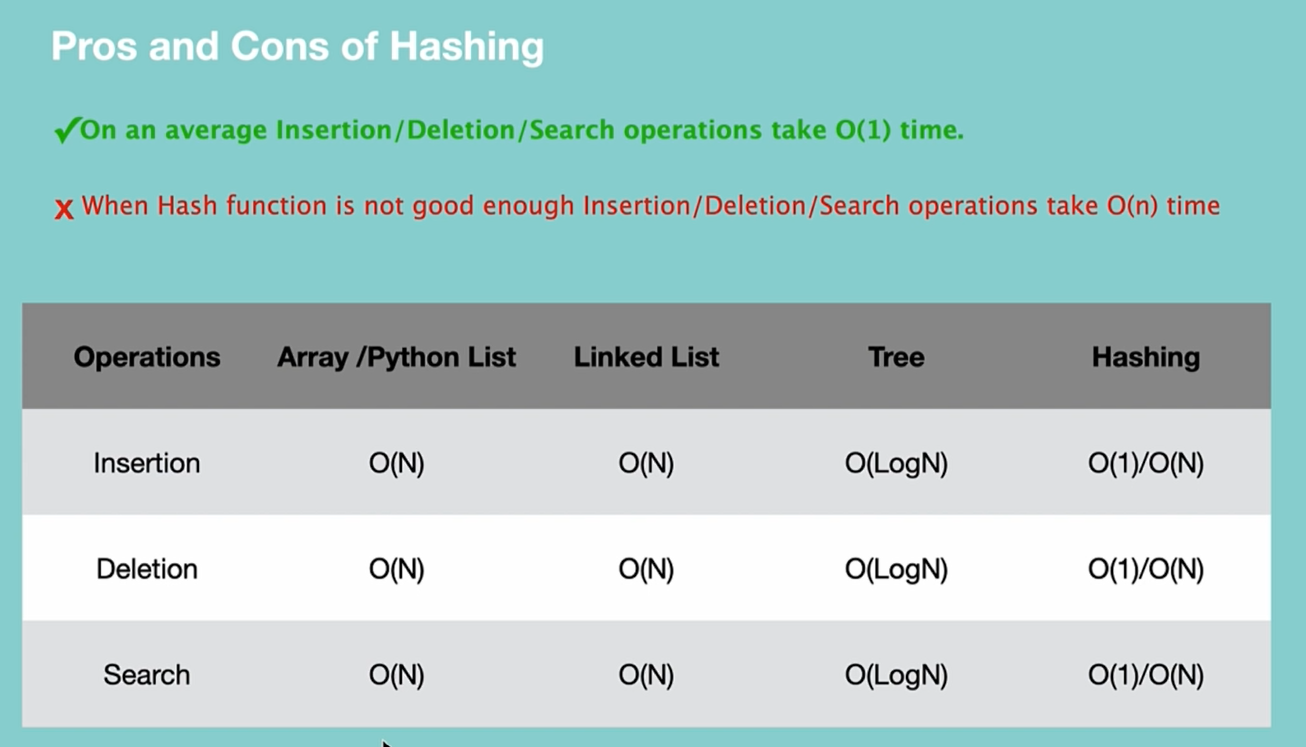 Pros and Cons of Hashing
✓On an average Insertion/Deletion/Search operations take O(1) time.
x When Hash function is not good enough Insertion/Deletion/Search operations take O(n) time
Operations Array /Python List Linked List Tree Hashing
Insertion O(N) O(N) O(LogN) O(1)/O(N)
Deletion O(N) O(N) O(LogN) O(1)/O(N)
Search O(N) O(N) O(LogN) O(1)/O(N)